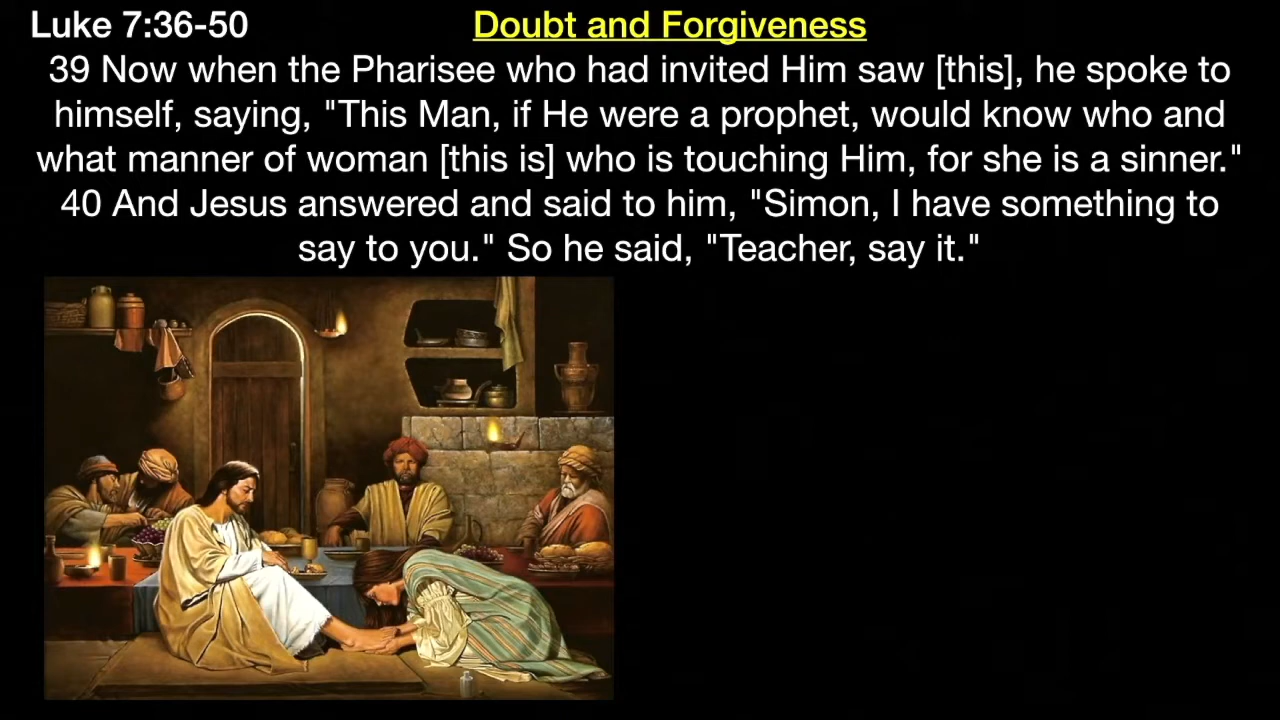 Luke 7:36-50
Doubt and Forgiveness
39 Now when the Pharisee who had invited Him saw [this], he spoke to
himself, saying, "This Man, if He were a prophet, would know who and
what manner of woman [this is] who is touching Him, for she is a sinner."
40 And Jesus answered and said to him, "Simon, I have something to
say to you." So he said, "Teacher, say it."